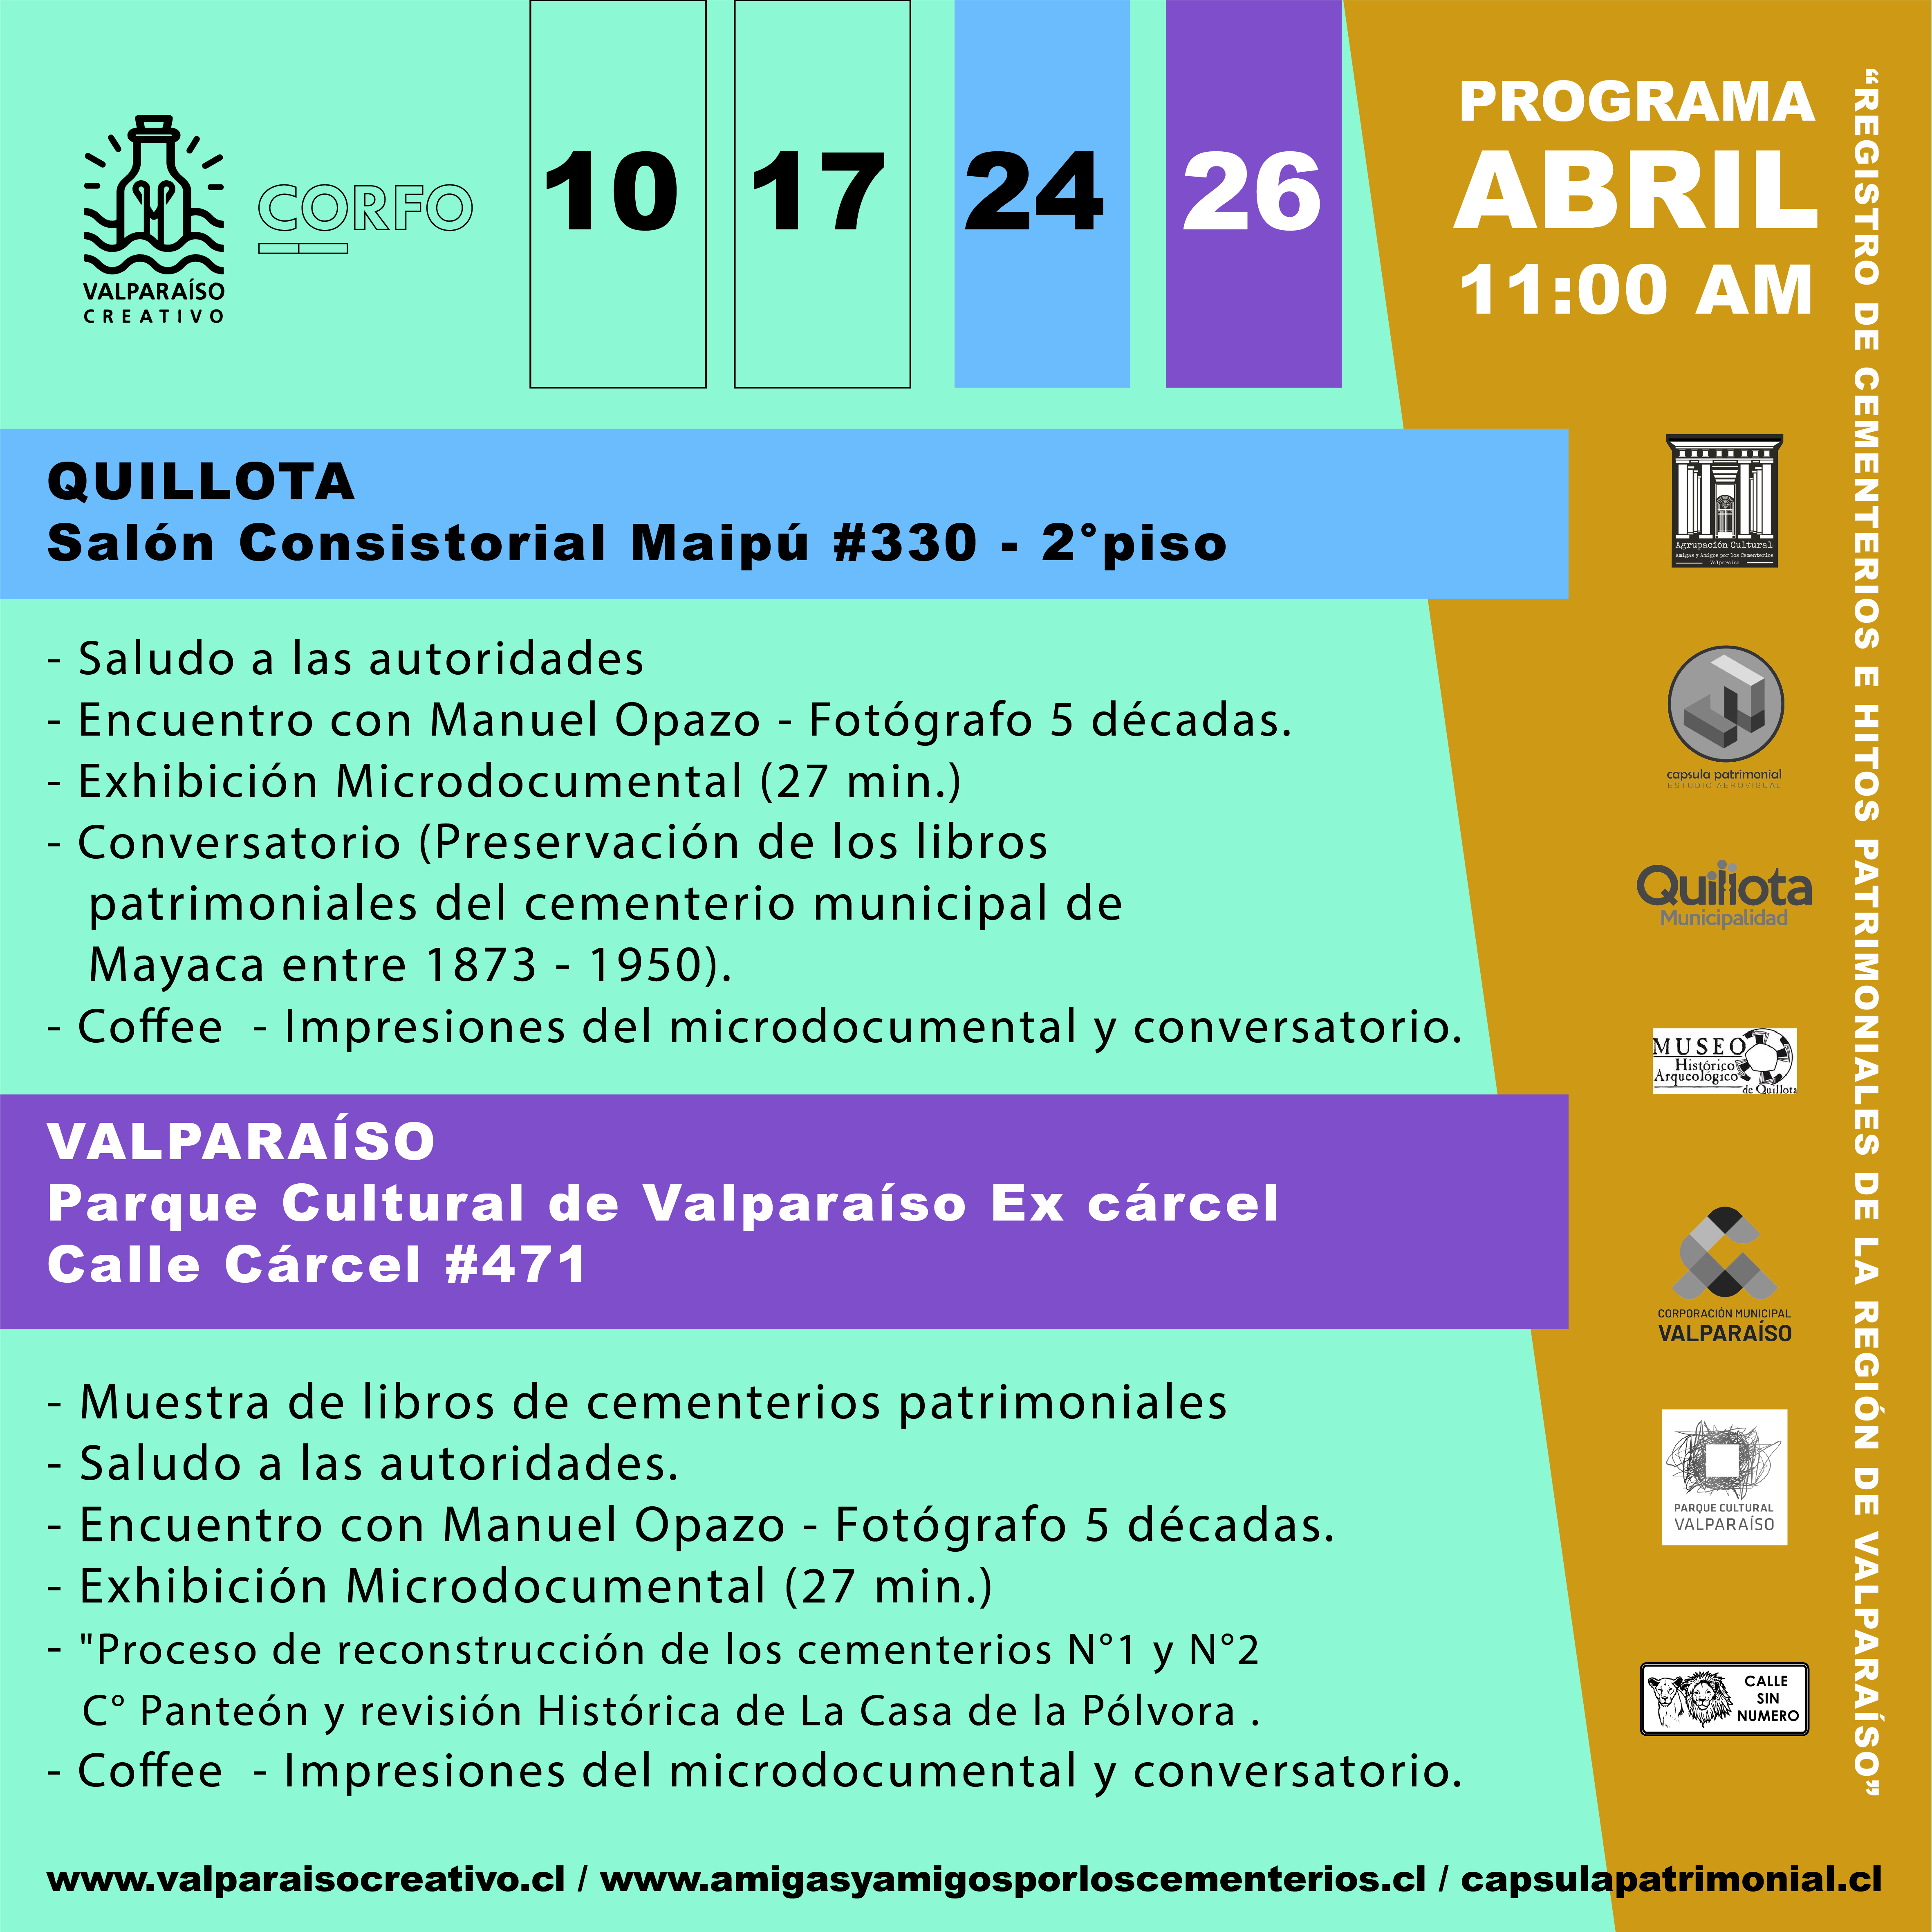 VALPARAÍSO
CREATIVO
CORFO
10
17
24
26
PROGRAMA
ABRIL
11:00 AM
QUILLOTA
Salón Consistorial Maipú #330 - 2°piso
- Saludo a las autoridades
- Encuentro con Manuel Opazo - Fotógrafo 5 décadas.
- Exhibición Microdocumental (27 min.)
- Conversatorio (Preservación de los libros
patrimoniales del cementerio municipal de
Mayaca entre 1873 - 1950).
- Coffee - Impresiones del microdocumental y conversatorio.
VALPARAÍSO
Parque Cultural de Valparaíso Ex cárcel
Calle Cárcel #471
- Muestra de libros de cementerios patrimoniales
- Saludo a las autoridades.
- Encuentro con Manuel Opazo - Fotógrafo 5 décadas.
- Exhibición Microdocumental (27 min.)
- "Proceso de reconstrucción de los cementerios N°1 y N°2
C° Panteón y revisión Histórica de La Casa de la Pólvora .
- Coffee - Impresiones del microdocumental y conversatorio.
Agrupación Cultural
Amigas y Amigos por los Cementerios
Valparaíso
capsula patrimonial
ESTUDIO AEROVISUAL
Quillota
Municipalidad
MUSEO
Histórico
Arqueológico
de Quillota
CORPORACIÓN MUNICIPAL
VALPARAÍSO
PARQUE CULTURAL
VALPARAÍSO
CALLE
SIN
NUMERO
“REGISTRO DE CEMENTERIOS E HITOS PATRIMONIALES DE LA REGIÓN DE VALPARAÍSO”
www.valparaisocreativo.cl / www.amigasyamigosporloscementerios.cl / capsulapatrimonial.cl